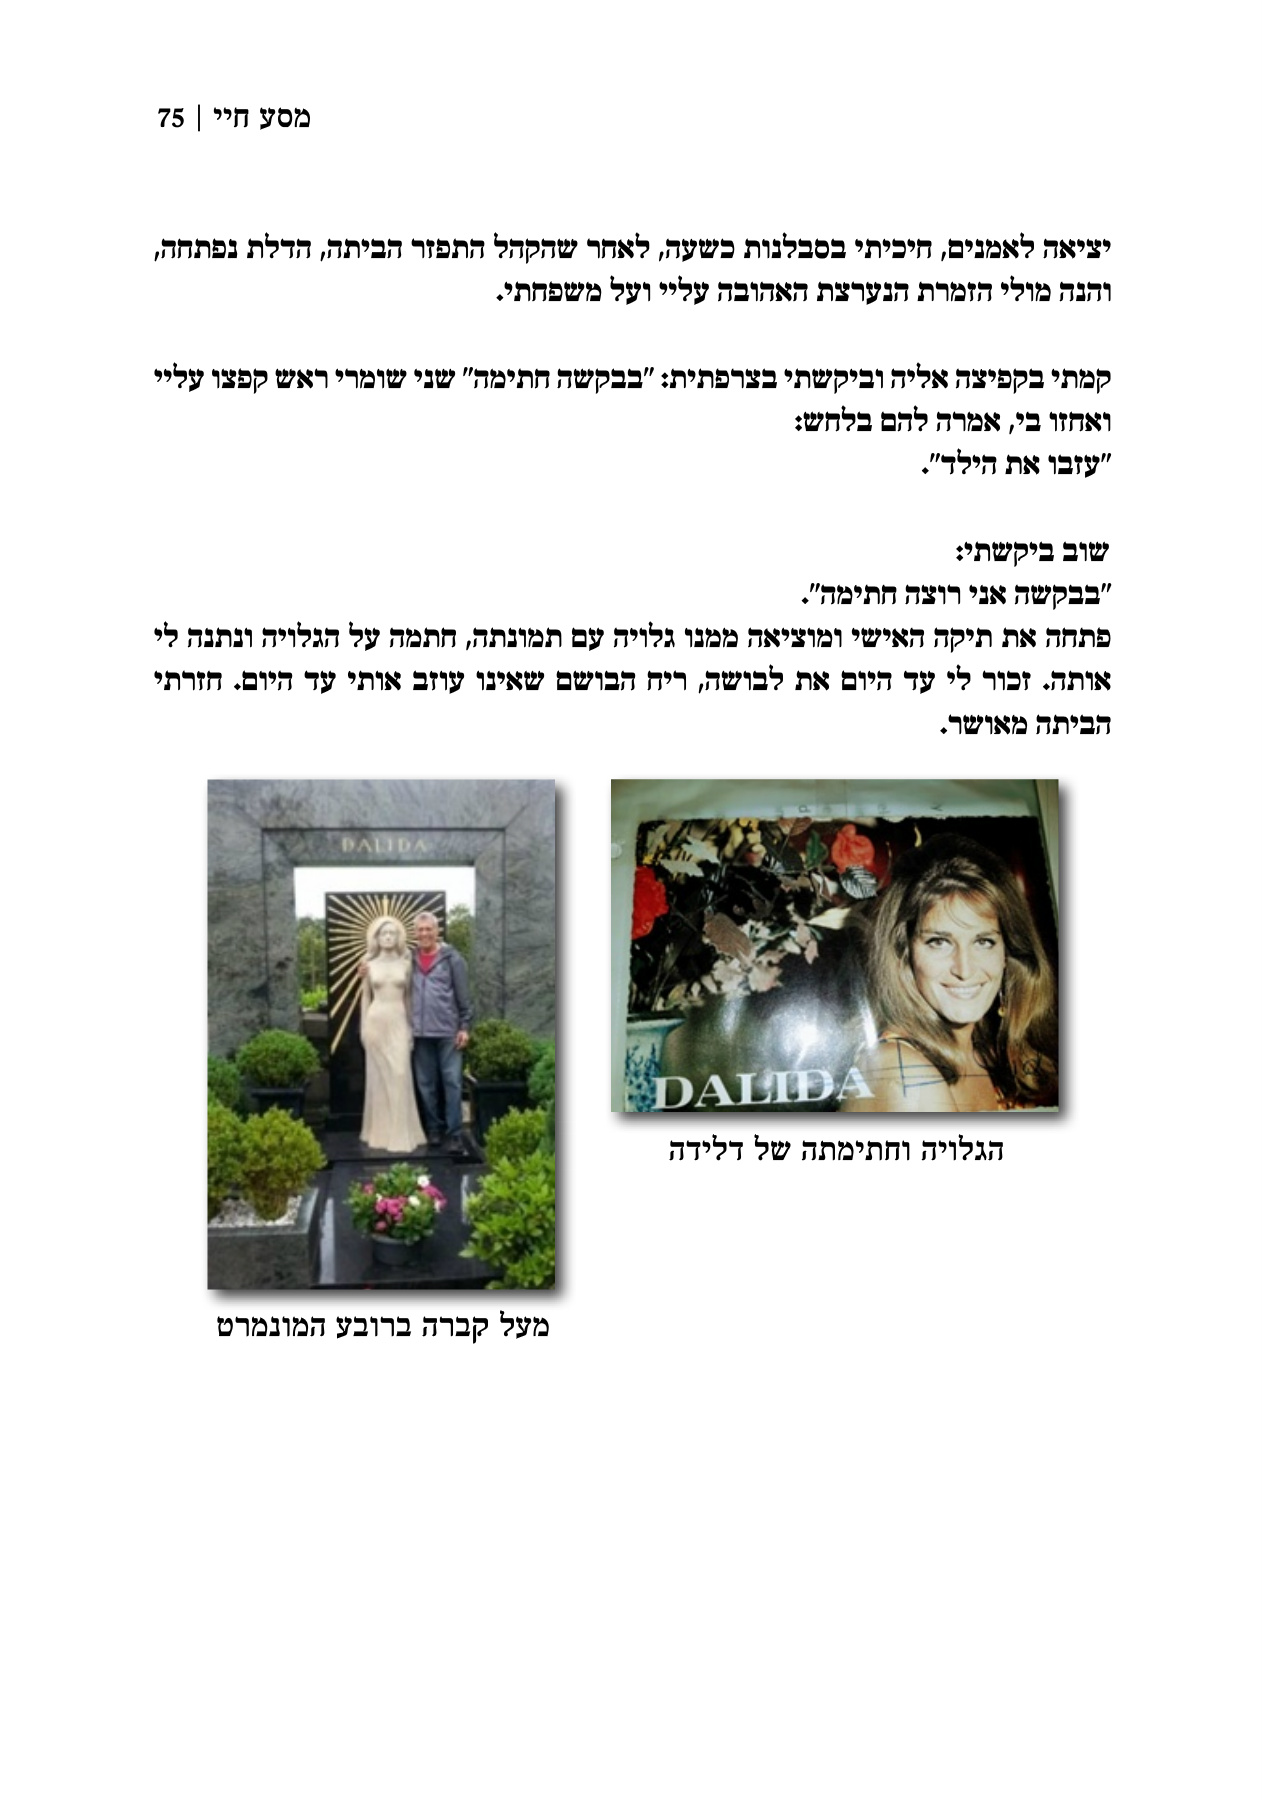 מסע חיי | 75
יציאה לאמנים, חיכיתי בסבלנות כשעה, לאחר שהקהל התפזר הביתה, הדלת נפתחה,
והנה מולי הזמרת הנערצת האהובה עליי ועל משפחתי.
קמתי בקפיצה אליה וביקשתי בצרפתית: "בבקשה חתימה" שני שומרי ראש קפצו עליי
ואחזו בי, אמרה להם בלחש:
"עזבו את הילד".
שוב ביקשתי:
"בבקשה אני רוצה חתימה".
פתחה את תיקה האישי ומוציאה ממנו גלויה עם תמונתה, חתמה על הגלויה ונתנה לי
אותה. זכור לי עד היום את לבושה, ריח הבושם שאינו עוזב אותי עד היום. חזרתי
הביתה מאושר.
DALIDA
הגלויה וחתימתה של דלידה
DALIDA
מעל קברה ברובע המונמרט